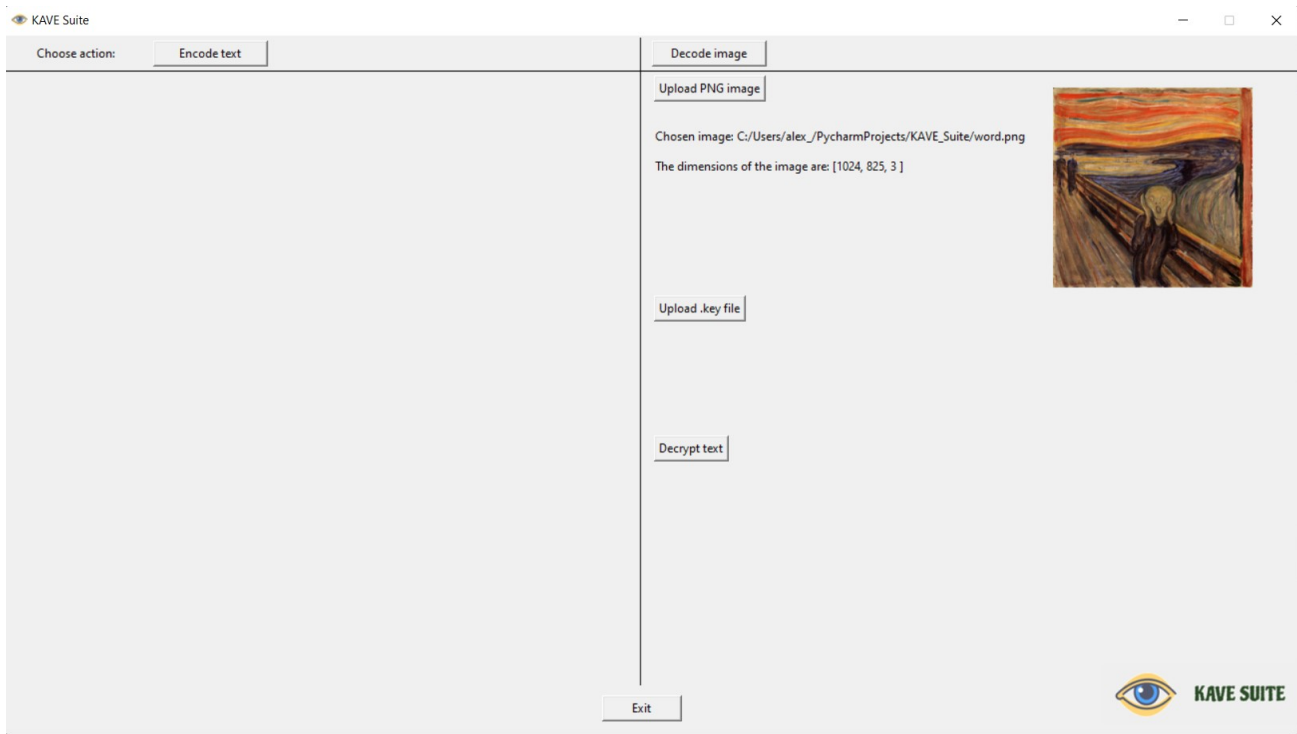 KAVE Suite
Choose action:
Encode text
Decode image
Upload PNG image
Chosen image: C:/Users/alex_/PycharmProjects/KAVE_Suite/word.png
The dimensions of the image are: [1024, 825, 3 ]
Upload .key file
Decrypt text
Exit
KAVE SUITE